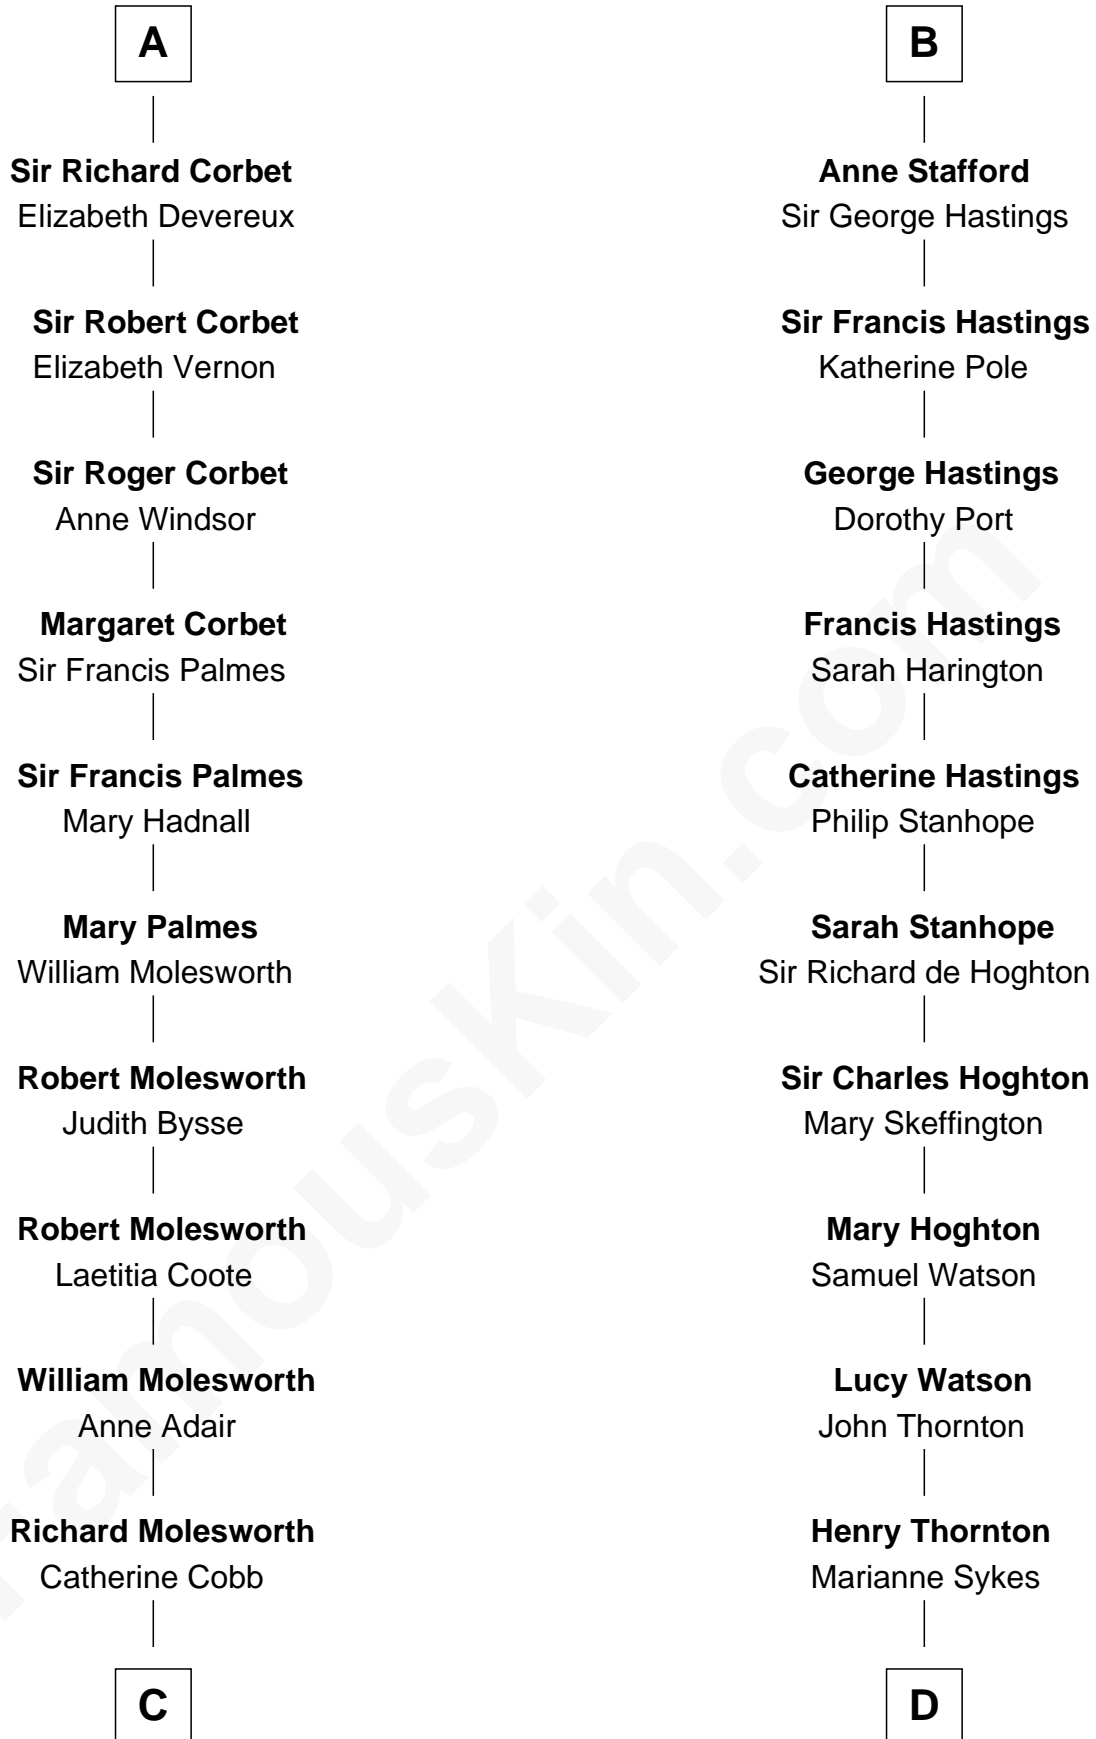 A
Sir Richard Corbet
Elizabeth Devereux
Sir Robert Corbet
Elizabeth Vernon
Sir Roger Corbet
Anne Windsor
Margaret Corbet
Sir Francis Palmes
Sir Francis Palmes
Mary Hadnall
Mary Palmes
William Molesworth
Robert Molesworth
Judith Bysse
Robert Molesworth
Laetitia Coote
William Molesworth
Anne Adair
Richard Molesworth
Catherine Cobb
C
B
Anne Stafford
Sir George Hastings
Sir Francis Hastings
Katherine Pole
George Hastings
Dorothy Port
Francis Hastings
Sarah Harington
Catherine Hastings
Philip Stanhope
Sarah Stanhope
Sir Richard de Hoghton
Sir Charles Hoghton
Mary Skeffington
Mary Hoghton
Samuel Watson
Lucy Watson
John Thornton
Henry Thornton
Marianne Sykes
D
FamousKin.com